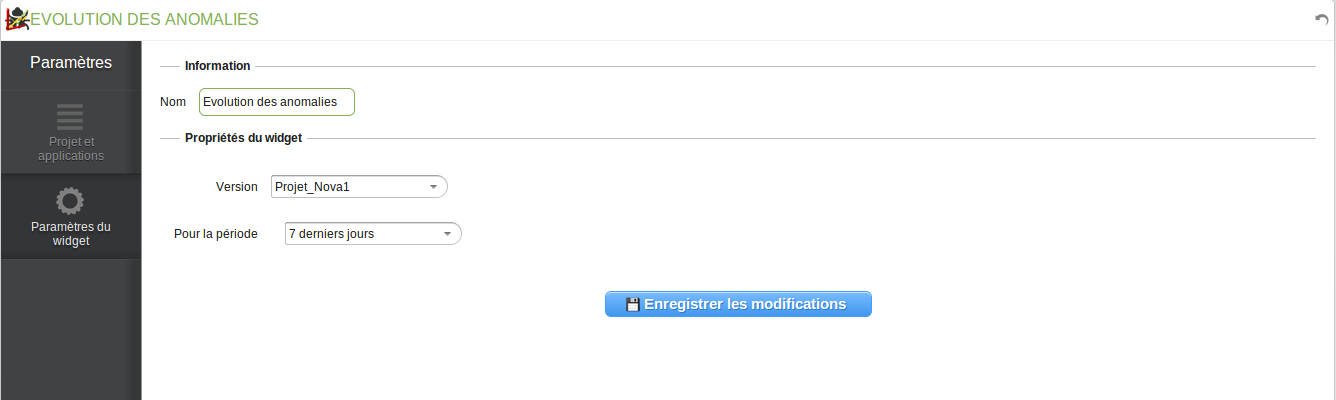 EVOLUTION DES ANOMALIES
Paramètres
Projet et
applications
Paramètres du
widget
Information
Nom Evolution des anomalies
Propriétés du widget
Version Projet_Nova1
Pour la période 7 derniers jours
Enregistrer les modifications